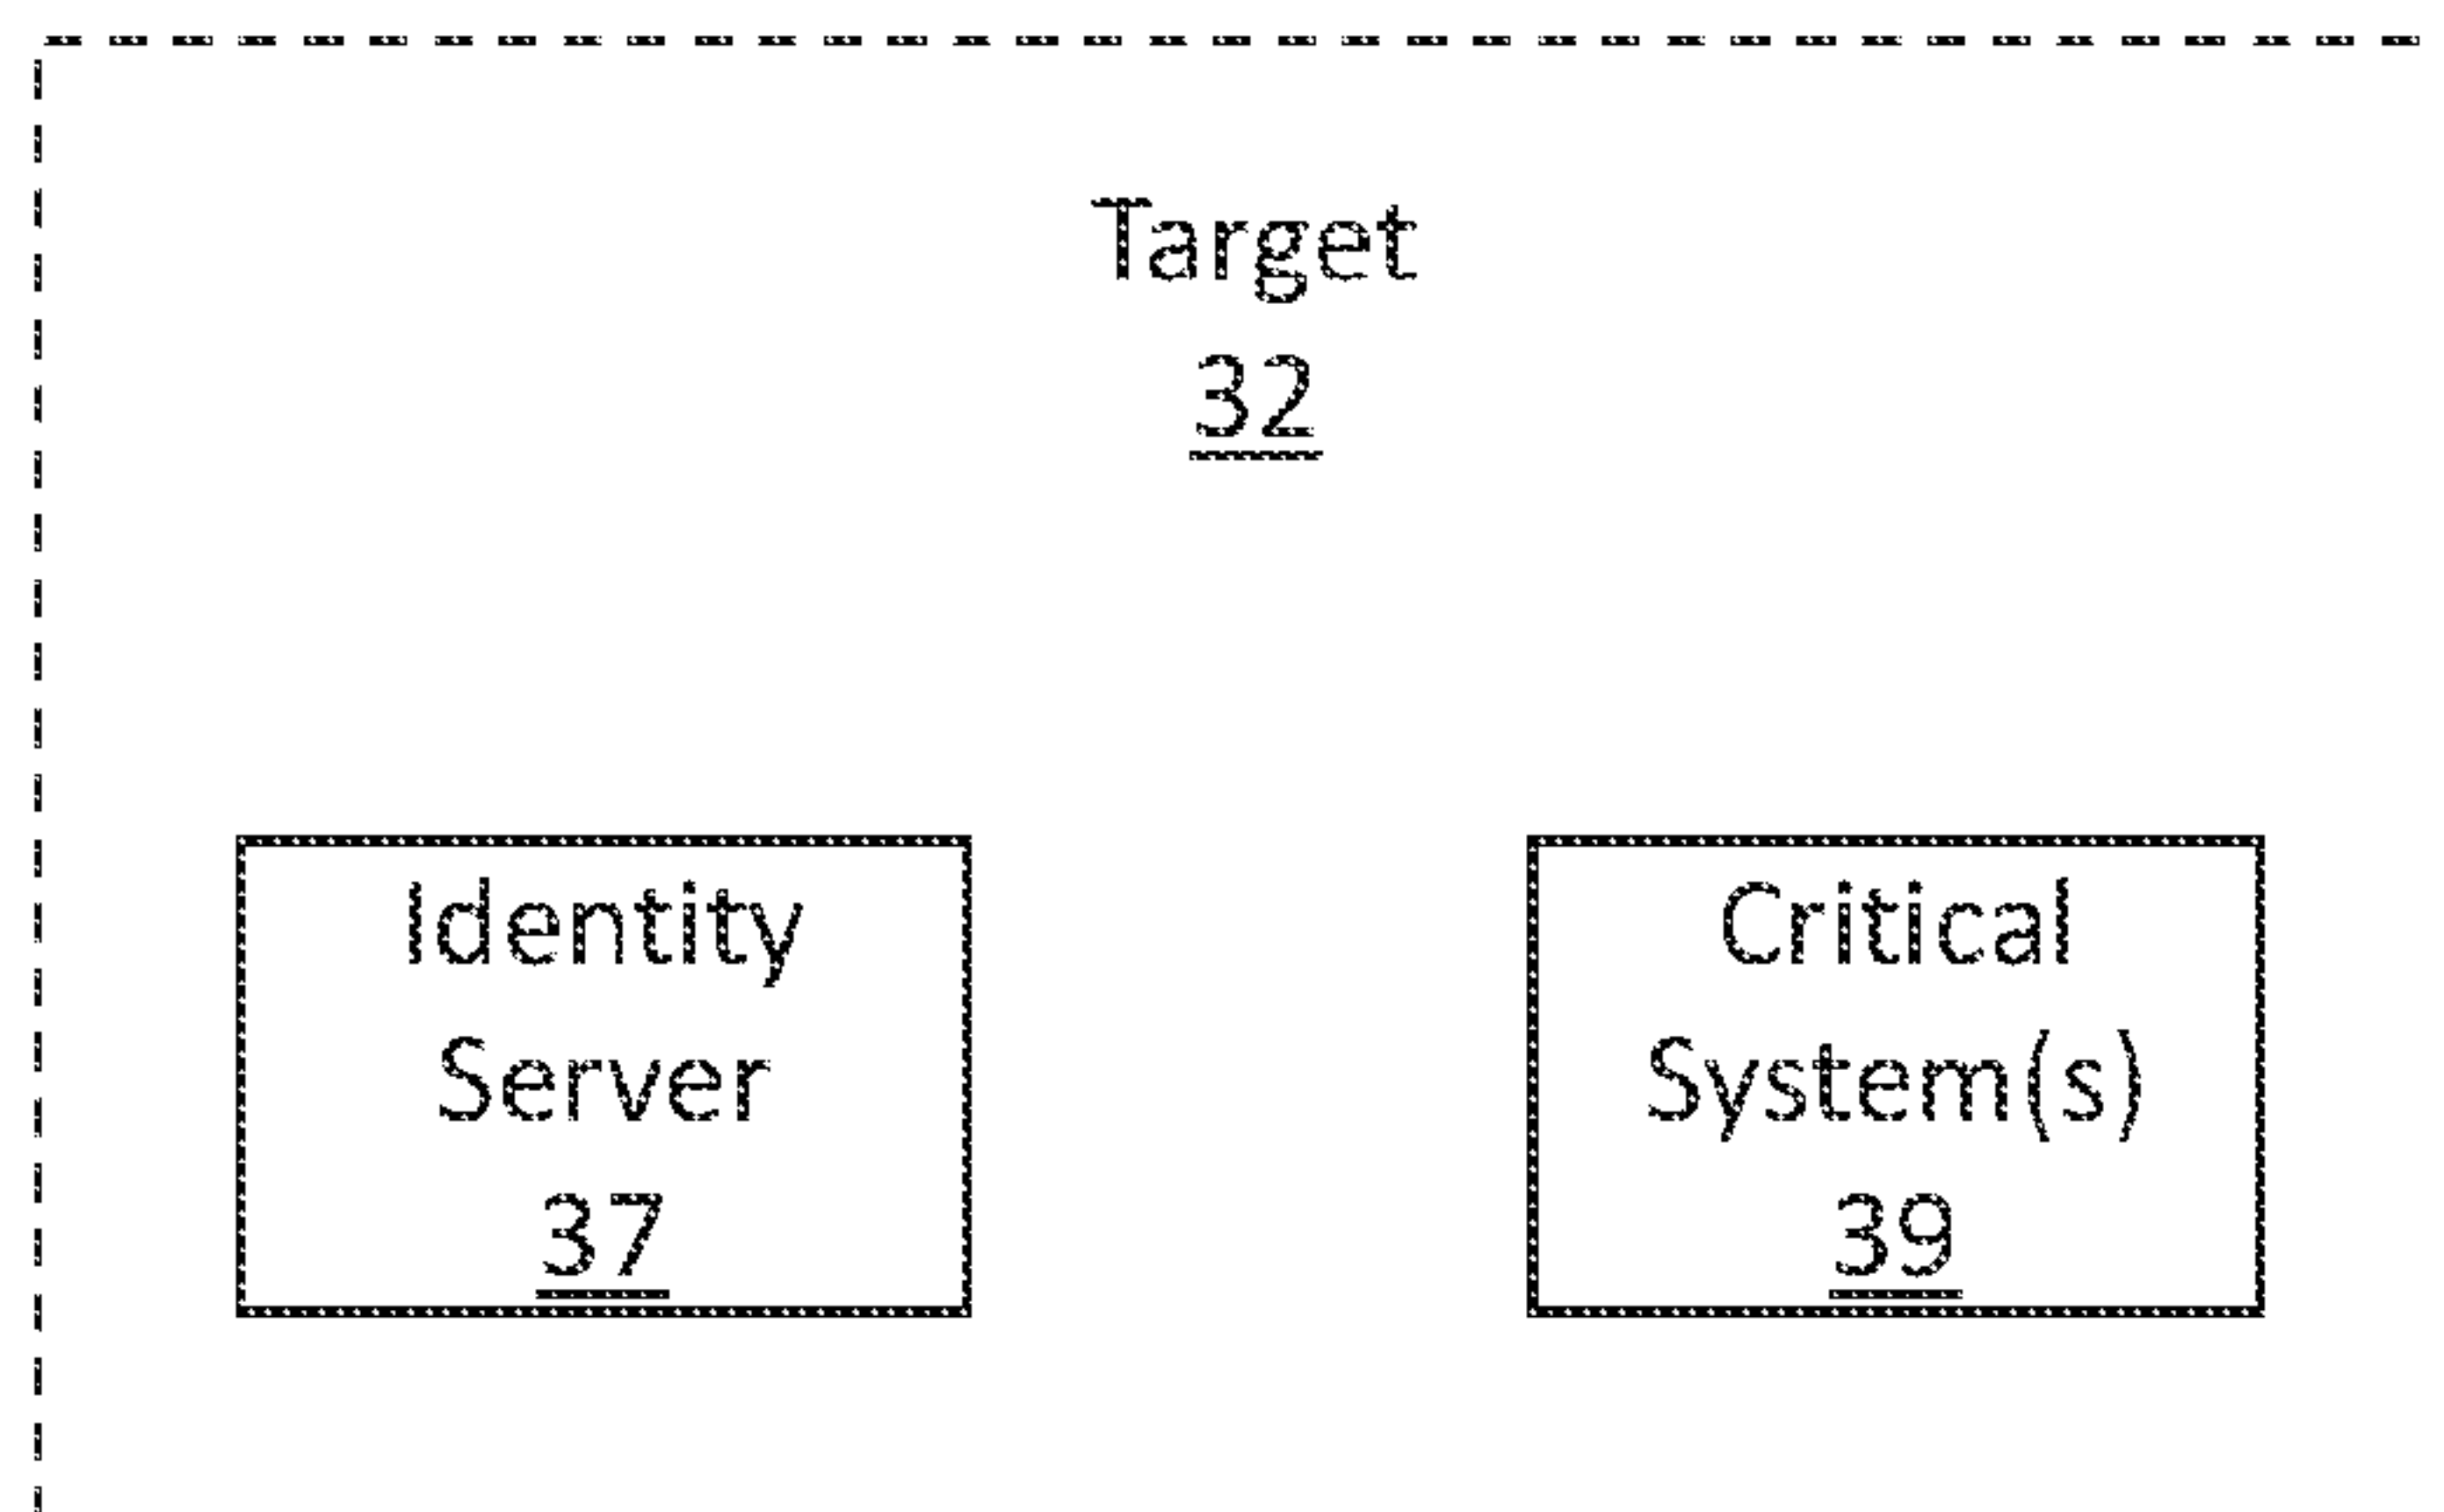 Target
32
Identity
Server
37
Critical
System(s)
39